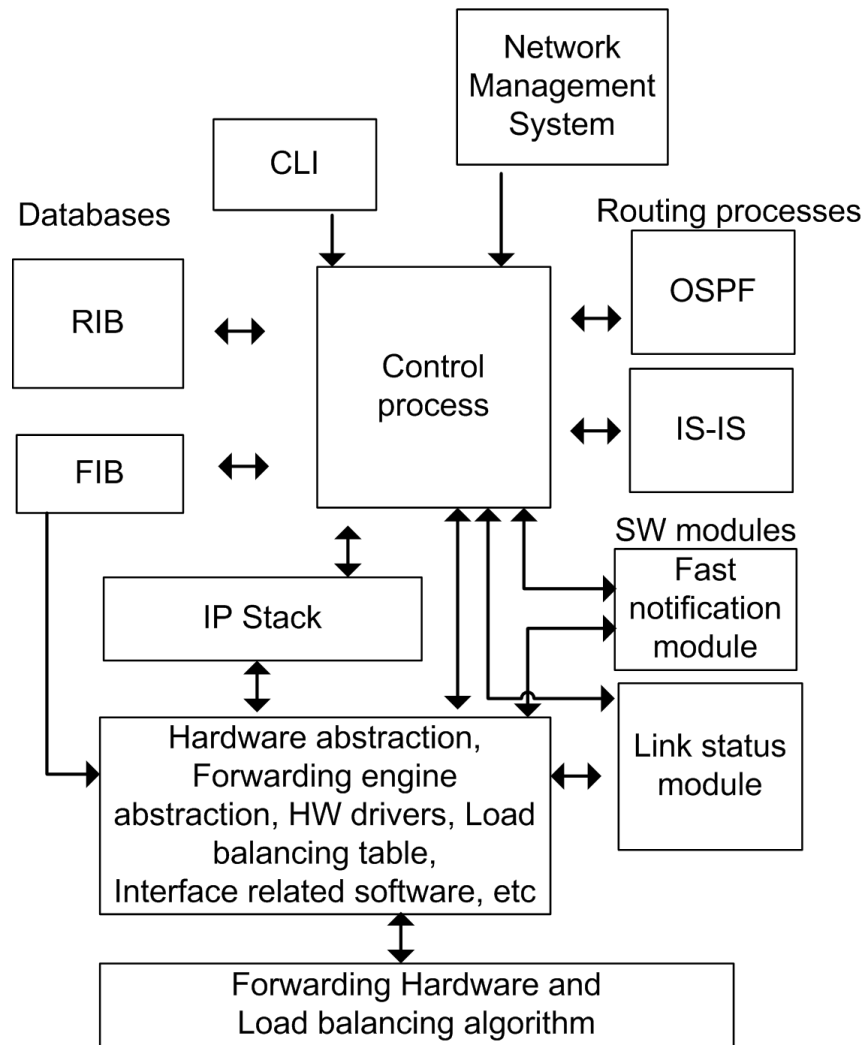 Network
Management
System
CLI
Databases
Routing processes
RIB
OSPF
Control
process
IS-IS
FIB
SW modules
Fast
notification
module
IP Stack
Hardware abstraction,
Forwarding engine
abstraction, HW drivers, Load
balancing table,
Interface related software, etc
Link status
module
Forwarding Hardware and
Load balancing algorithm